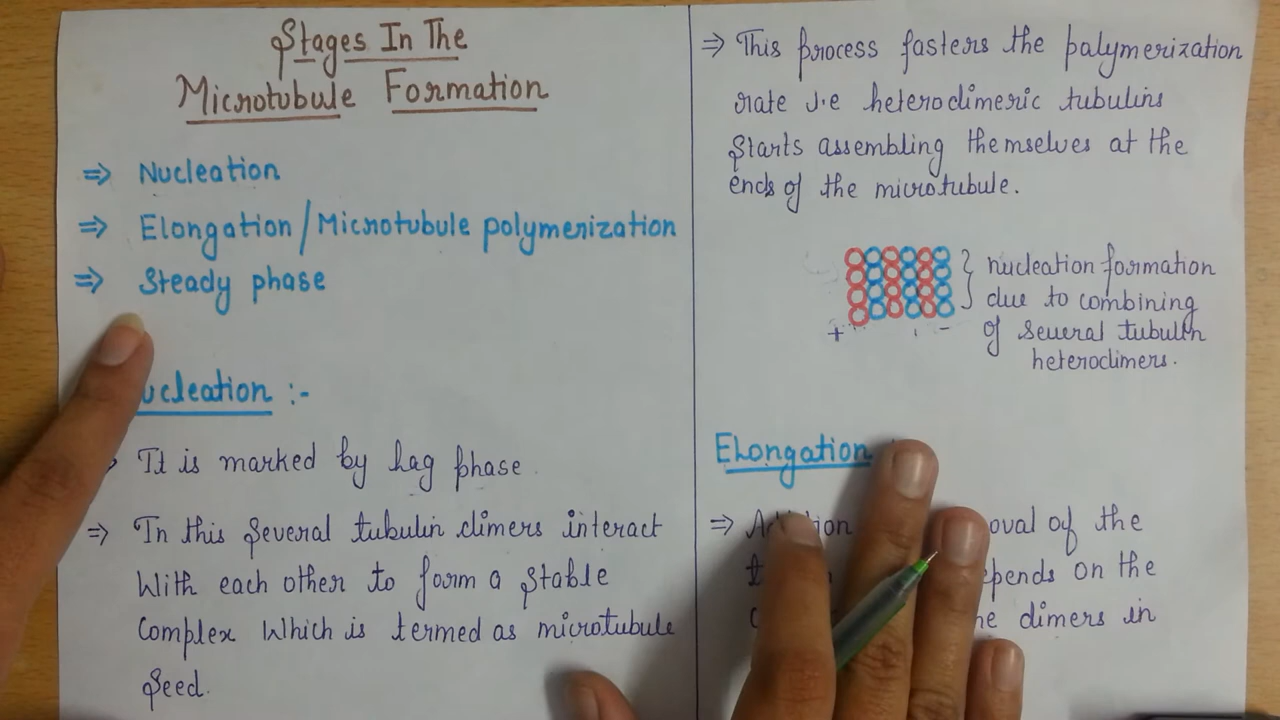 Stages In The
Microtubule Formation
⇒ Nucleation
⇒ Elongation/Microtubule polymerization
⇒ Steady phase
ucleation :-
It is marked by lag phase.
⇒ In this several tubulin dimers interact
With each other to form a stable
Complex Which is termed as microtubule
seed.
⇒ This process fasters the polymerization
rate i.e heterodimeric tubulins
starts assembling themselves at the
ends of the microtubule.
nucleation formation
due to combining
+ -
of several tubulin
heterodimers.
Elongation
⇒ oval of the
epends on the
he dimers in